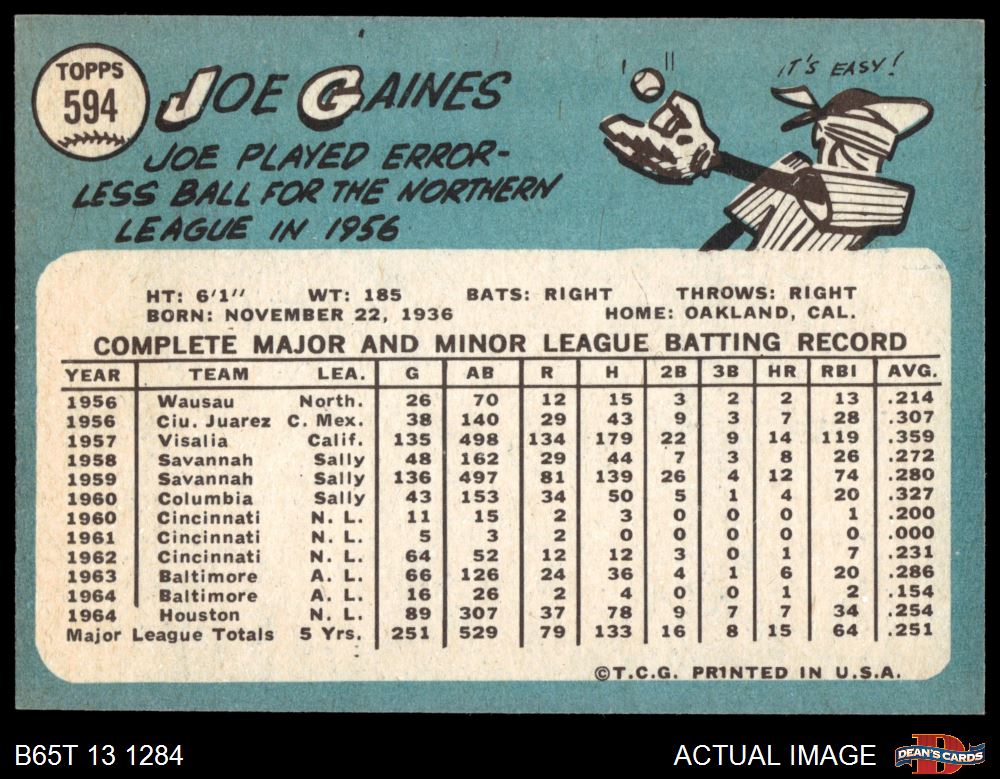 TOPPS
594
JOE GAINES
IT'S EASY!
JOE PLAYED ERROR-
LESS BALL FOR THE NORTHERN
LEAGUE IN 1956
HT: 6'1" WT: 185 BATS: RIGHT THROWS: RIGHT
BORN: NOVEMBER 22, 1936 HOME: OAKLAND, CAL.
COMPLETE MAJOR AND MINOR LEAGUE BATTING RECORD
YEAR TEAM LEA. G AB R H 2B 3B HR RBI AVG.
1956 Wausau North. 26 70 12 15 3 2 2 13 .214
1956 Ciu. Juarez C. Mex. 38 140 29 43 9 3 7 28 .307
1957 Visalia Calif. 135 498 134 179 22 9 14 119 .359
1958 Savannah Sally 48 162 29 44 7 3 8 26 .272
1959 Savannah Sally 136 497 81 139 26 4 12 74 .280
1960 Columbia Sally 43 153 34 50 5 1 4 20 .327
1960 Cincinnati N. L. 11 15 2 3 0 0 0 1 .200
1961 Cincinnati N. L. 5 3 2 0 0 0 0 0 .000
1962 Cincinnati N. L. 64 52 12 12 3 0 1 7 .231
1963 Baltimore A. L. 66 126 24 36 4 1 6 20 .286
1964 Baltimore A. L. 16 26 2 4 0 0 1 2 .154
1964 Houston N. L. 89 307 37 78 9 7 7 34 .254
Major League Totals 5 Yrs. 251 529 79 133 16 8 15 64 .251
©T.C.G. PRINTED IN U.S.A.
B65T 13 1284 ACTUAL IMAGE DEAN'S CARDS